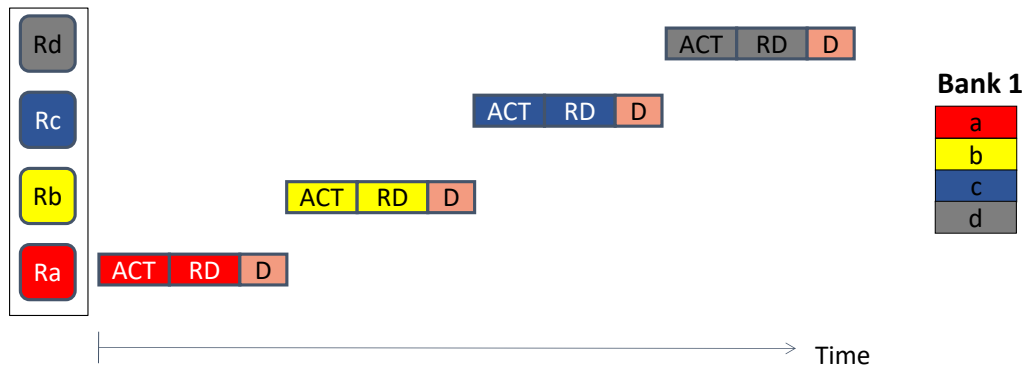 Rd
ACT RD D
Rc
ACT RD D
Rb
ACT RD D
Ra
ACT RD D
Time
Bank 1
a
b
c
d